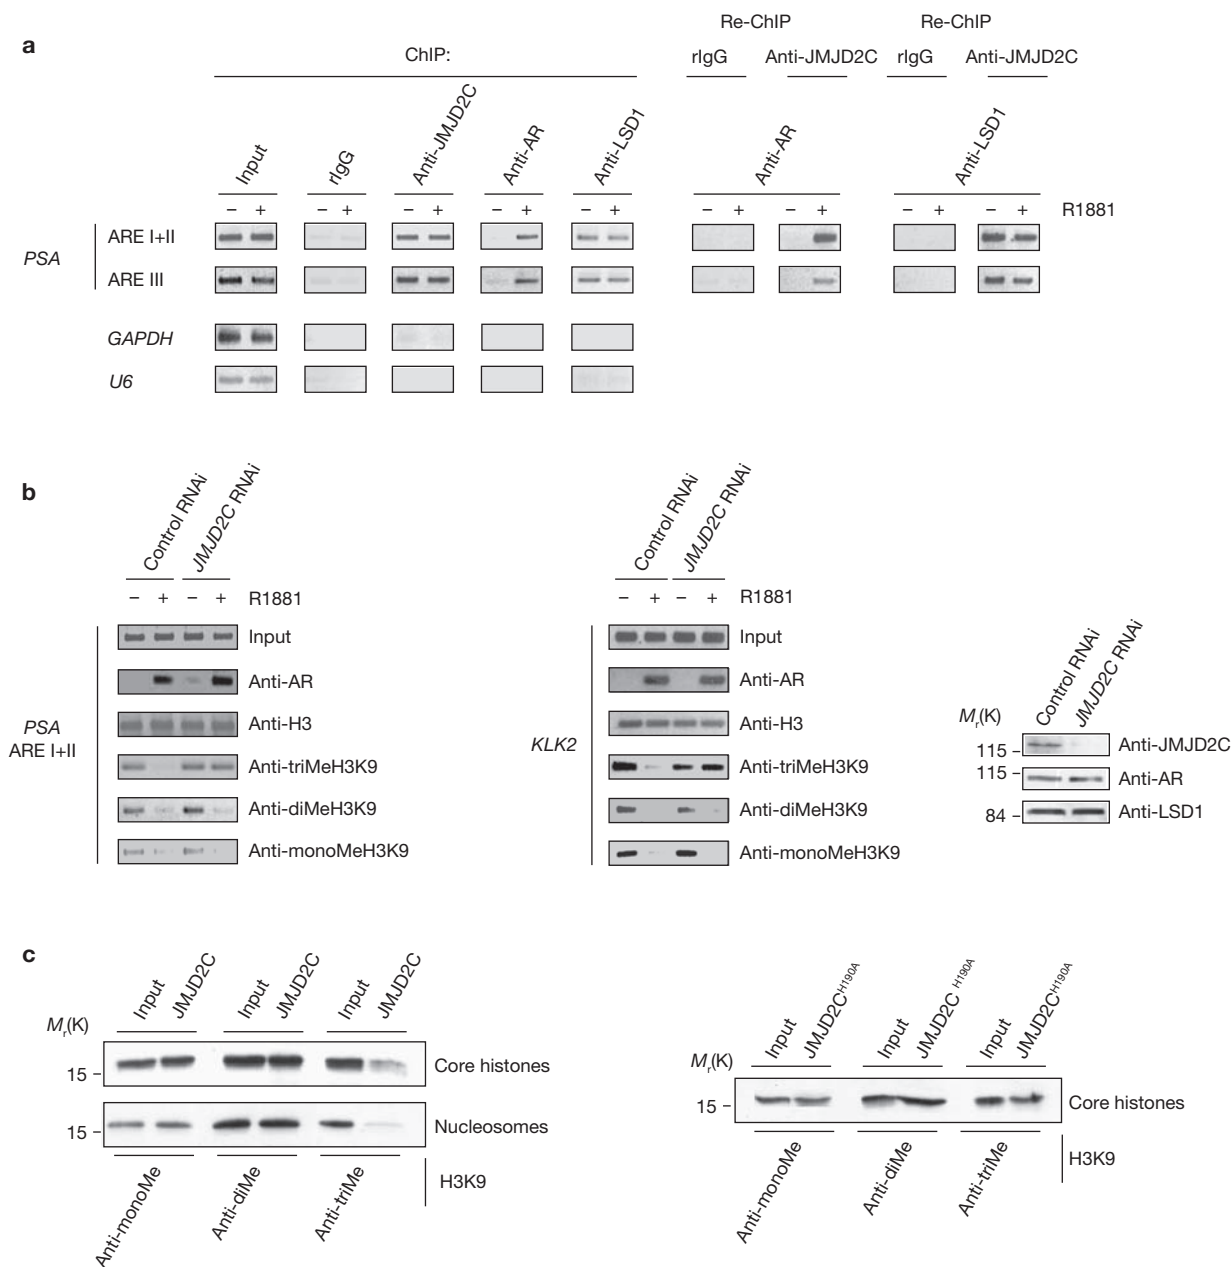 a
Re-ChIP Re-ChIP
ChIP: rIgG Anti-JMJD2C rIgG Anti-JMJD2C
Input rIgG Anti-JMJD2C Anti-AR Anti-LSD1 Anti-AR Anti-LSD1
– + – + – + – + – + – + – + – + – + R1881
PSA
ARE I+II
ARE III
GAPDH
U6
b
Control RNAi JMJD2C RNAi
– + – + R1881
PSA
ARE I+II
Input
Anti-AR
Anti-H3
Anti-triMeH3K9
Anti-diMeH3K9
Anti-monoMeH3K9
Control RNAi JMJD2C RNAi
– + – + R1881
KLK2
Input
Anti-AR
Anti-H3
Anti-triMeH3K9
Anti-diMeH3K9
Anti-monoMeH3K9
Control RNAi JMJD2C RNAi
Mr(K)
115 – Anti-JMJD2C
115 – Anti-AR
84 – Anti-LSD1
c
Input JMJD2C Input JMJD2C Input JMJD2C
Mr(K)
15 – Core histones
15 – Nucleosomes
Anti-monoMe Anti-diMe Anti-triMe H3K9
Input JMJD2CH190A Input JMJD2C H190A Input JMJD2CH190A
Mr(K)
15 – Core histones
Anti-monoMe Anti-diMe Anti-triMe H3K9